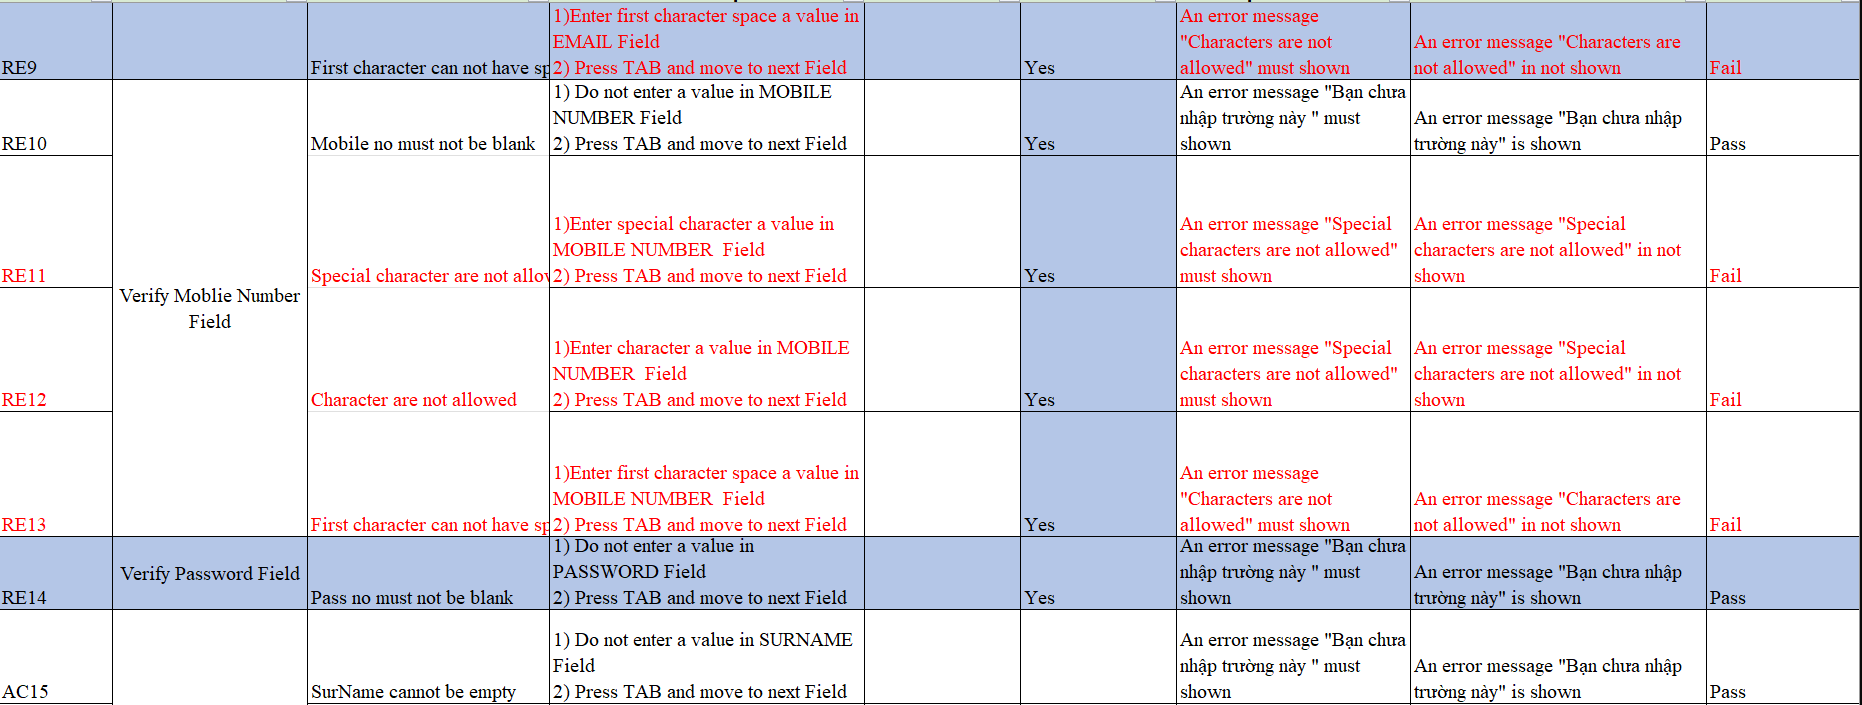 RE9
First character can not have sp
1)Enter first character space a value in
EMAIL Field
2) Press TAB and move to next Field
Yes
An error message
"Characters are not
allowed" must shown
An error message "Characters are
not allowed" in not shown
Fail
RE10
Verify Moblie Number
Field
Mobile no must not be blank
1) Do not enter a value in MOBILE
NUMBER Field
2) Press TAB and move to next Field
Yes
An error message "Bạn chưa
nhập trường này " must
shown
An error message "Bạn chưa nhập
trường này" is shown
Pass
RE11
Special character are not allov
1)Enter special character a value in
MOBILE NUMBER  Field
2) Press TAB and move to next Field
Yes
An error message "Special
characters are not allowed"
must shown
An error message "Special
characters are not allowed" in not
shown
Fail
RE12
Character are not allowed
1)Enter character a value in MOBILE
NUMBER  Field
2) Press TAB and move to next Field
Yes
An error message "Special
characters are not allowed"
must shown
An error message "Special
characters are not allowed" in not
shown
Fail
RE13
First character can not have sp
1)Enter first character space a value in
MOBILE NUMBER  Field
2) Press TAB and move to next Field
Yes
An error message
"Characters are not
allowed" must shown
An error message "Characters are
not allowed" in not shown
Fail
RE14
Verify Password Field
Pass no must not be blank
1) Do not enter a value in
PASSWORD Field
2) Press TAB and move to next Field
Yes
An error message "Bạn chưa
nhập trường này " must
shown
An error message "Bạn chưa nhập
trường này" is shown
Pass
AC15
SurName cannot be empty
1) Do not enter a value in SURNAME
Field
2) Press TAB and move to next Field
An error message "Bạn chưa
nhập trường này " must
shown
An error message "Bạn chưa nhập
trường này" is shown
Pass